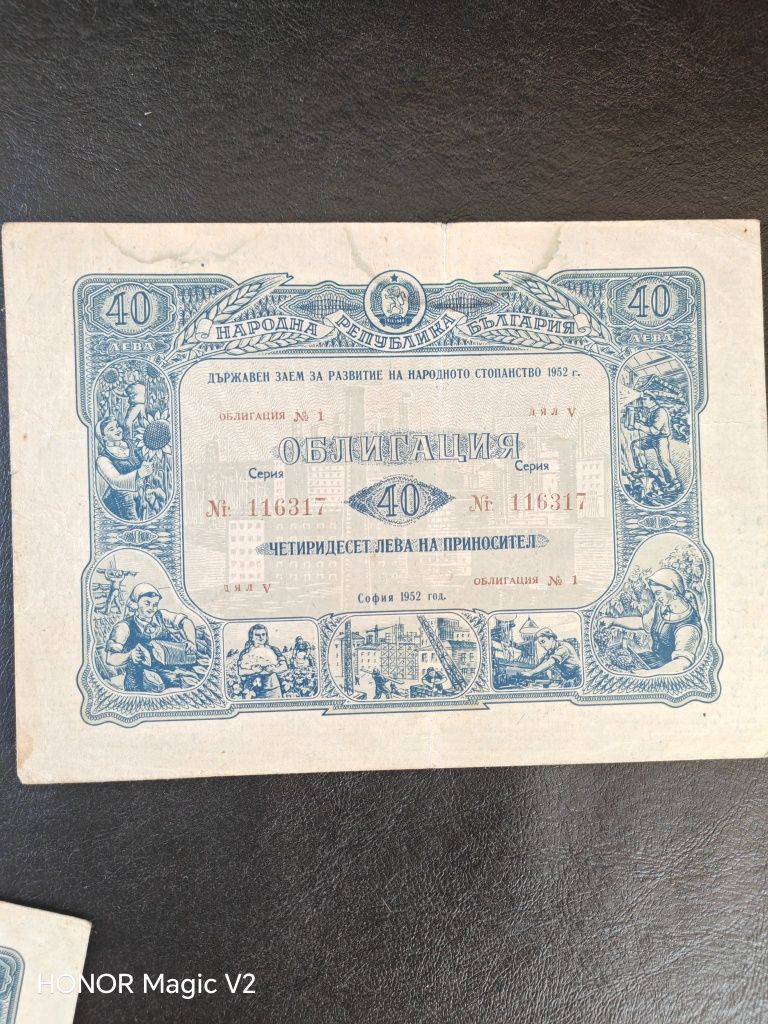 40 40
ЛЕВА ЛЕВА
НАРОДНА РЕПУБЛИКА БЪЛГАРИЯ
ДЪРЖАВЕН ЗАЕМ ЗА РАЗВИТИЕ НА НАРОДНОТО СТОПАНСТВО 1952 г.
ОБЛИГАЦИЯ № 1 ДЯЛ V
ОБЛИГАЦИЯ
Серия Серия
№ 116317 40 № 116317
ЧЕТИРИДЕСЕТ ЛЕВА НА ПРИНОСИТЕЛ
ДЯЛ V ОБЛИГАЦИЯ № 1
София 1952 год.
HONOR Magic V2